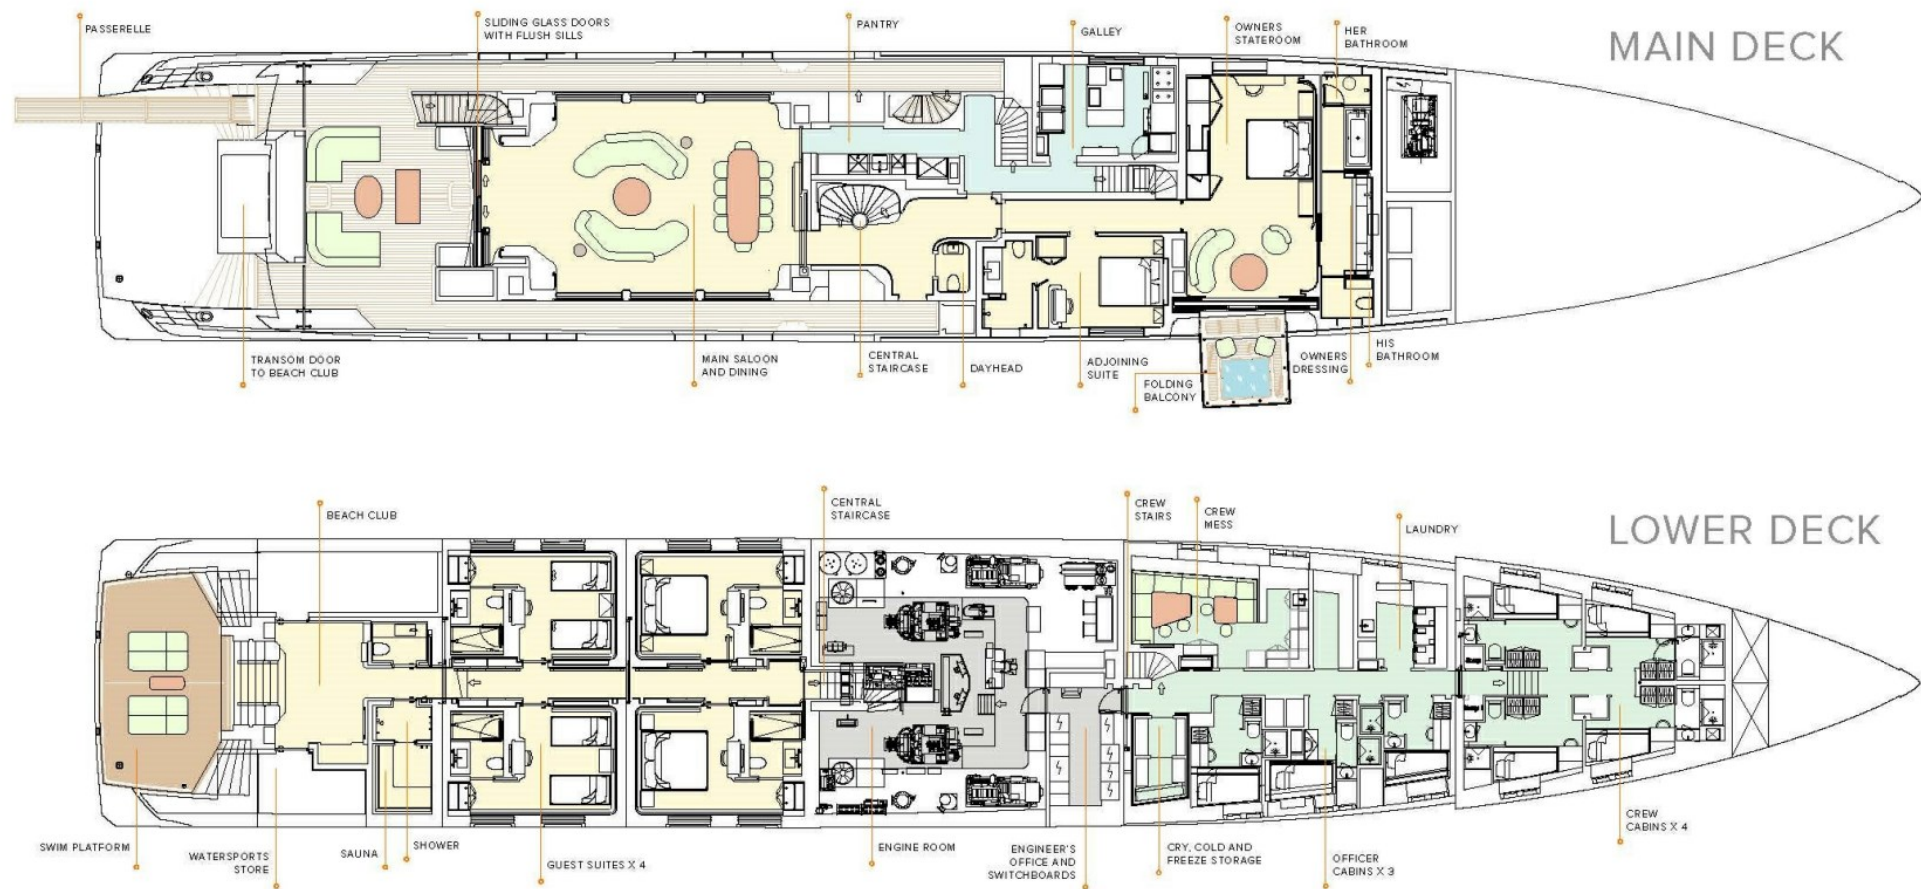 PASSERELLE
SLIDING GLASS DOORS
WITH FLUSH SILLS
PANTRY
GALLEY
OWNERS
STATEROOM
HER
BATHROOM
MAIN DECK
TRANSOM DOOR
TO BEACH CLUB
MAIN SALOON
AND DINING
CENTRAL
STAIRCASE
DAYHEAD
ADJOINING
SUITE
FOLDING
BALCONY
OWNERS
DRESSING
HIS
BATHROOM
BEACH CLUB
CENTRAL
STAIRCASE
CREW
STAIRS
CREW
MESS
LAUNDRY
LOWER DECK
SWIM PLATFORM
WATERSPORTS
STORE
SAUNA
SHOWER
GUEST SUITES X 4
ENGINE ROOM
ENGINEER'S
OFFICE AND
SWITCHBOARDS
CRY, COLD AND
FREEZE STORAGE
OFFICER
CABINS X 3
CREW
CABINS X 4